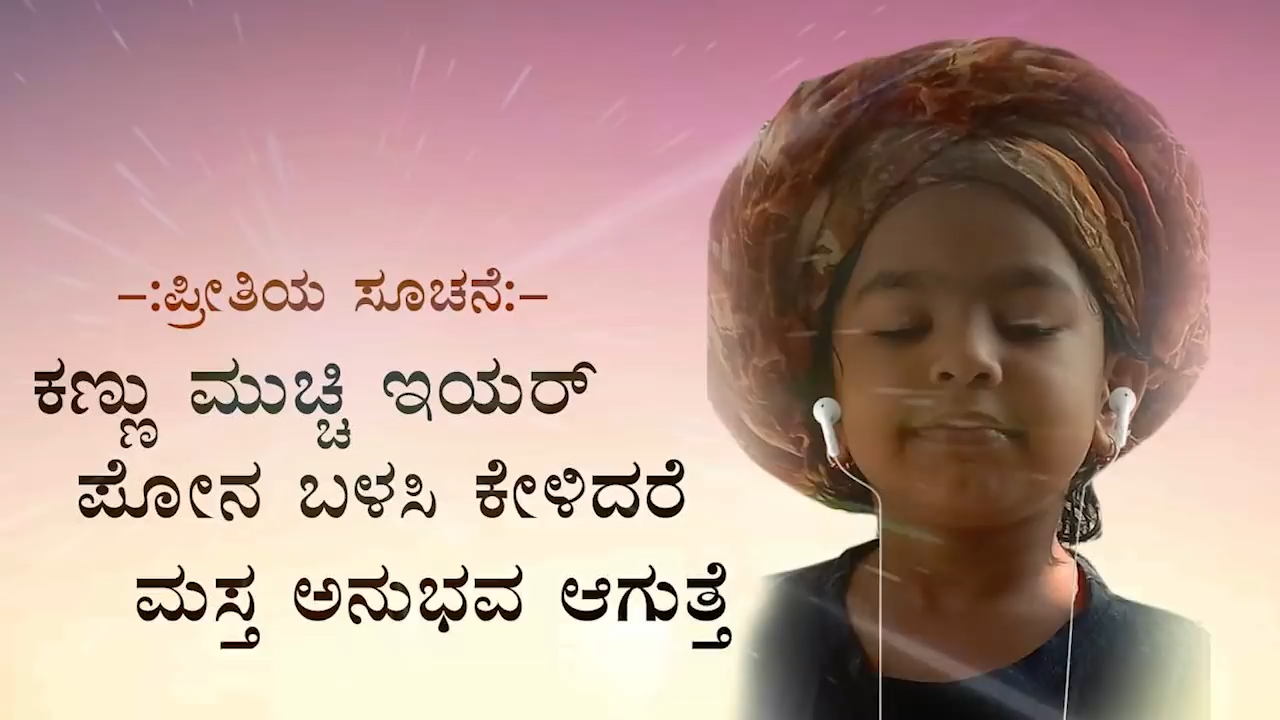 –:ಪ್ರೀತಿಯ ಸೂಚನೆ:–
ಕಣ್ಣು ಮುಚ್ಚಿ ಇಯರ್
ಪೋನ ಬಳಸಿ ಕೇಳಿದರೆ
ಮಸ್ತ ಅನುಭವ ಆಗುತ್ತೆ